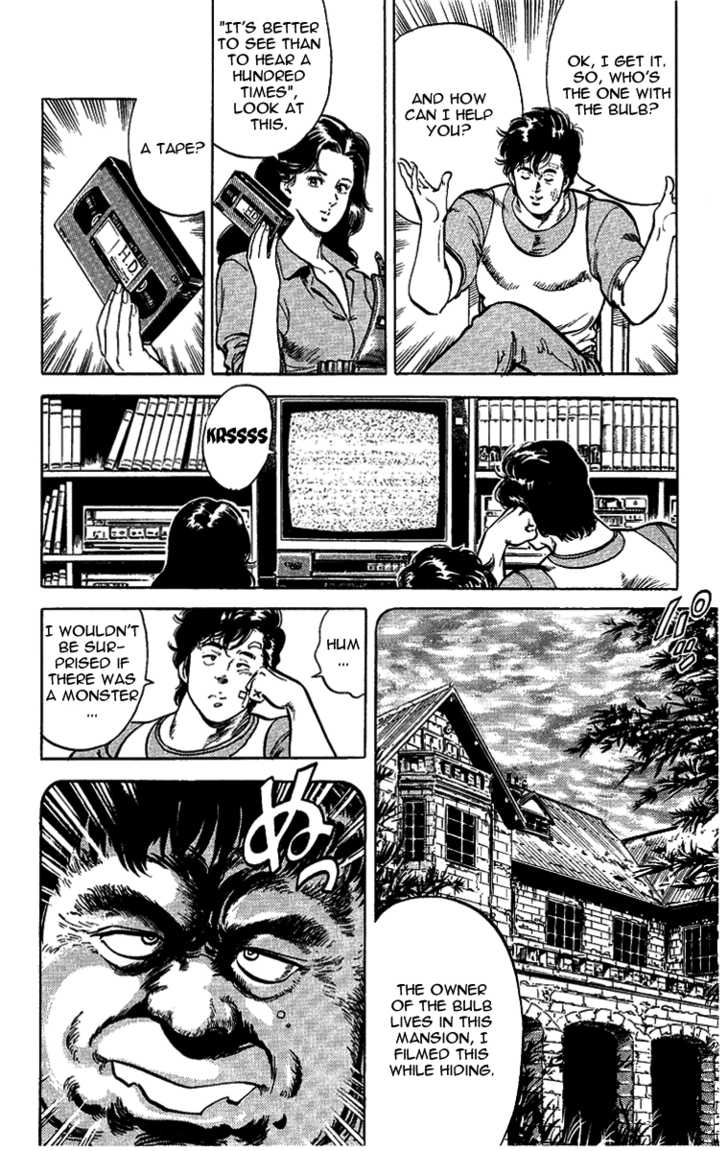 OK, I GET IT.
SO, WHO'S
THE ONE WITH
THE BULB?
AND HOW
CAN I HELP
YOU?
"IT'S BETTER
TO SEE THAN
TO HEAR A
HUNDRED
TIMES",
LOOK AT
THIS.
A TAPE?
H.D.
KRSSSS
パッ
HUM
...
I WOULDN'T
BE SUR-
PRISED IF
THERE WAS
A MONSTER
...
THE OWNER
OF THE BULB
LIVES IN THIS
MANSION, I
FILMED THIS
WHILE HIDING.
ぬっ